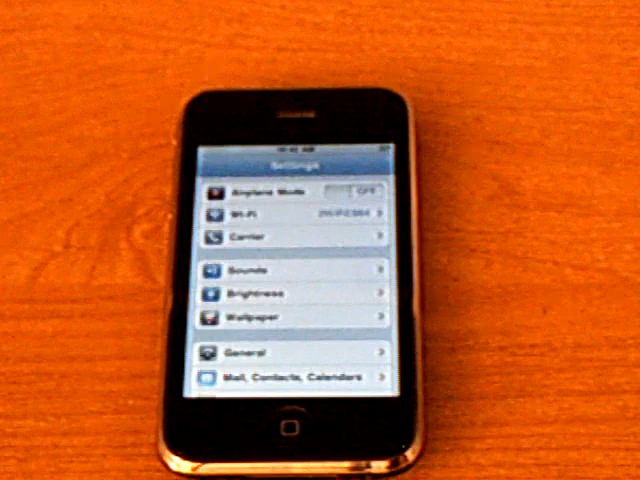 Settings
Airplane Mode OFF
Wi-Fi
Carrier
Sounds
Brightness
Wallpaper
General
Mail, Contacts, Calendars